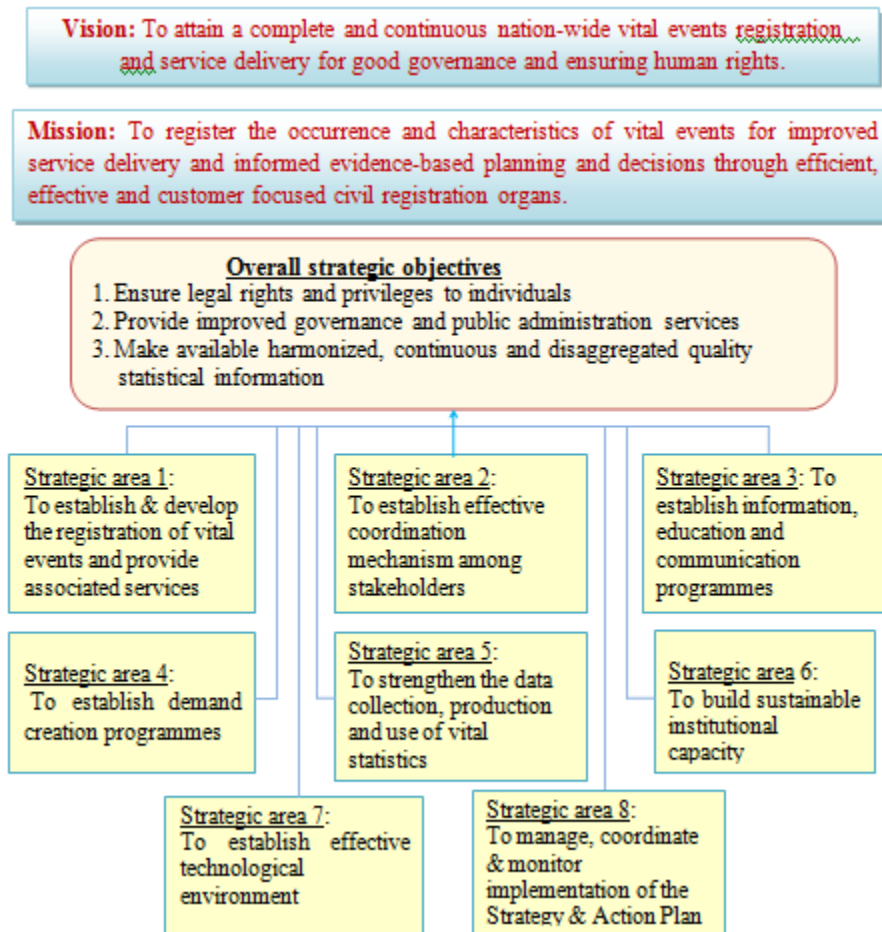 Vision: To attain a complete and continuous nation-wide vital events registration
and service delivery for good governance and ensuring human rights.
Mission: To register the occurrence and characteristics of vital events for improved
service delivery and informed evidence-based planning and decisions through efficient,
effective and customer focused civil registration organs.
Overall strategic objectives
1. Ensure legal rights and privileges to individuals
2. Provide improved governance and public administration services
3. Make available harmonized, continuous and disaggregated quality
statistical information
Strategic area 1:
To establish & develop
the registration of vital
events and provide
associated services
Strategic area 2:
To establish effective
coordination
mechanism among
stakeholders
Strategic area 3: To
establish information,
education and
communication
programmes
Strategic area 4:
To establish demand
creation programmes
Strategic area 5:
To strengthen the data
collection, production
and use of vital
statistics
Strategic area 6:
To build sustainable
institutional
capacity
Strategic area 7:
To establish effective
technological
environment
Strategic area 8:
To manage, coordinate
& monitor
implementation of the
Strategy & Action Plan